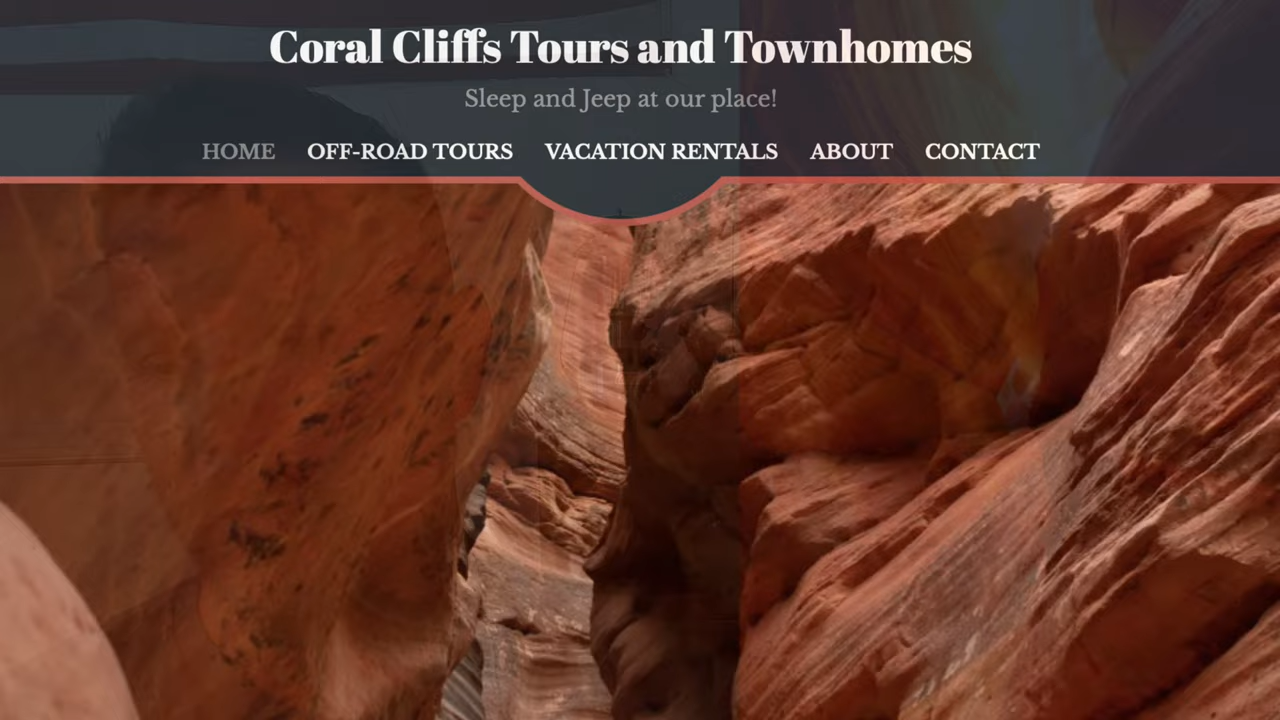 Coral Cliffs Tours and Townhomes
Sleep and Jeep at our place!
HOME OFF-ROAD TOURS VACATION RENTALS ABOUT CONTACT